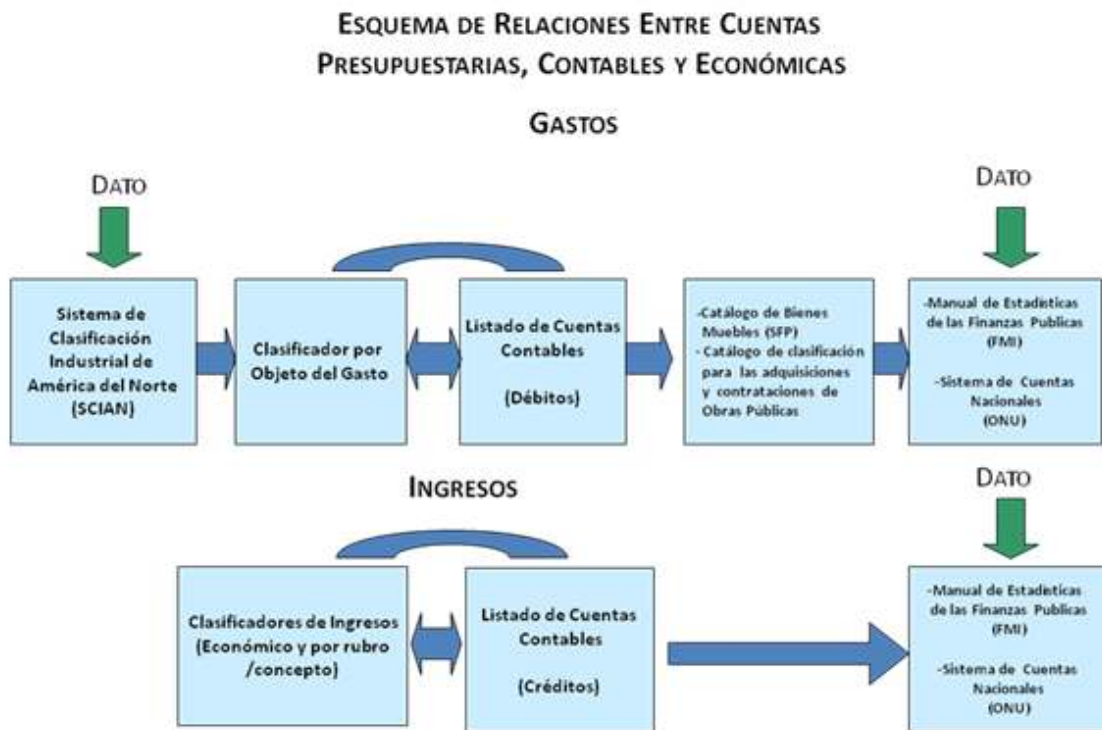 ESQUEMA DE RELACIONES ENTRE CUENTAS
PRESUPUESTARIAS, CONTABLES Y ECONÓMICAS
GASTOS
DATO
DATO
Sistema de
Clasificación
Industrial de
América del Norte
(SCIAN)
Clasificador por
Objeto del Gasto
Listado de Cuentas
Contables
(Débitos)
-Catálogo de Bienes
Muebles (SFP)
- Catálogo de clasificación
para las adquisiciones
y contrataciones de
Obras Públicas
-Manual de Estadísticas
de las Finanzas Publicas
(FMI)
-Sistema de Cuentas
Nacionales
(ONU)
INGRESOS
DATO
Clasificadores de Ingresos
(Económico y por rubro
/concepto)
Listado de Cuentas
Contables
(Créditos)
-Manual de Estadísticas
de las Finanzas Publicas
(FMI)
-Sistema de Cuentas
Nacionales
(ONU)